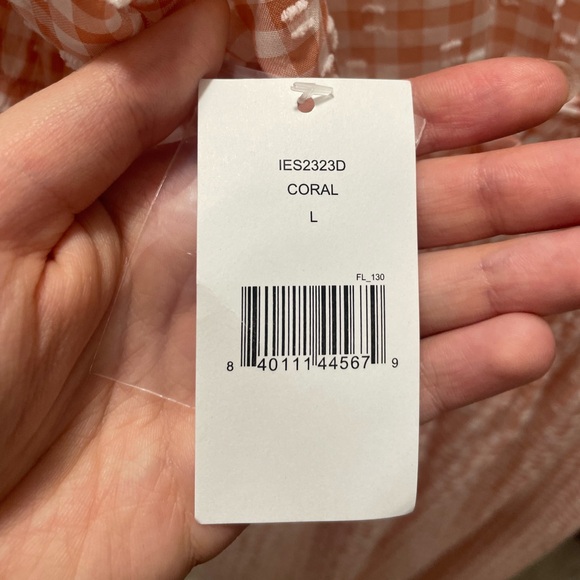 IES2323D
CORAL
L
FL_130
8 40111 44567 9